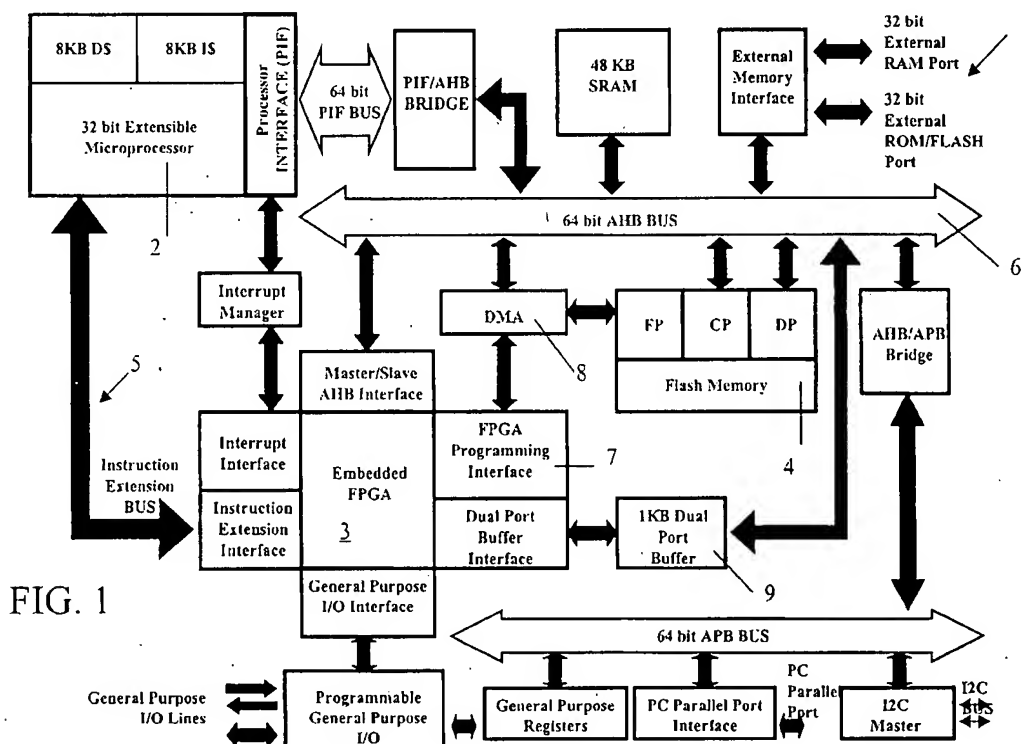 8KB D$
8KB I$
32 bit Extensible
Microprocessor
2
Processor
INTERFACE (PIF)
64 bit
PIF BUS
PIF/AHB
BRIDGE
48 KB
SRAM
External
Memory
Interface
32 bit
External
RAM Port
32 bit
External
ROM/FLASH
Port
64 bit AHB BUS
6
Interrupt
Manager
DMA
8
FP
CP
DP
Flash Memory
4
AHB/APB
Bridge
5
Instruction
Extension
BUS
Master/Slave
AHB Interface
Interrupt
Interface
Instruction
Extension
Interface
Embedded
FPGA
3
FPGA
Programming
Interface
7
Dual Port
Buffer
Interface
1KB Dual
Port
Buffer
9
General Purpose
I/O Interface
FIG. 1
64 bit APB BUS
General Purpose
I/O Lines
Programmable
General Purpose
I/O
General Purpose
Registers
PC Parallel Port
Interface
PC
Parallel
Port
I2C
Master
I2C
BUS